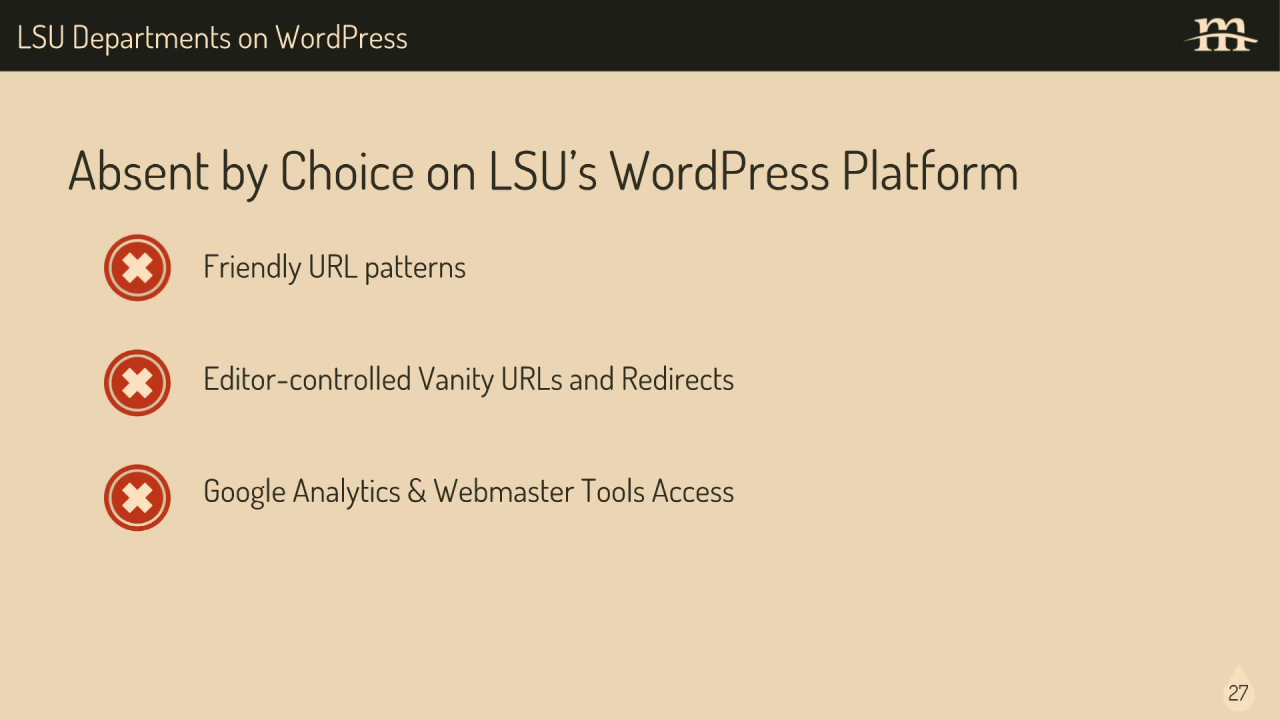 LSU Departments on WordPress
m
Absent by Choice on LSU’s WordPress Platform
Friendly URL patterns
Editor-controlled Vanity URLs and Redirects
Google Analytics & Webmaster Tools Access
27